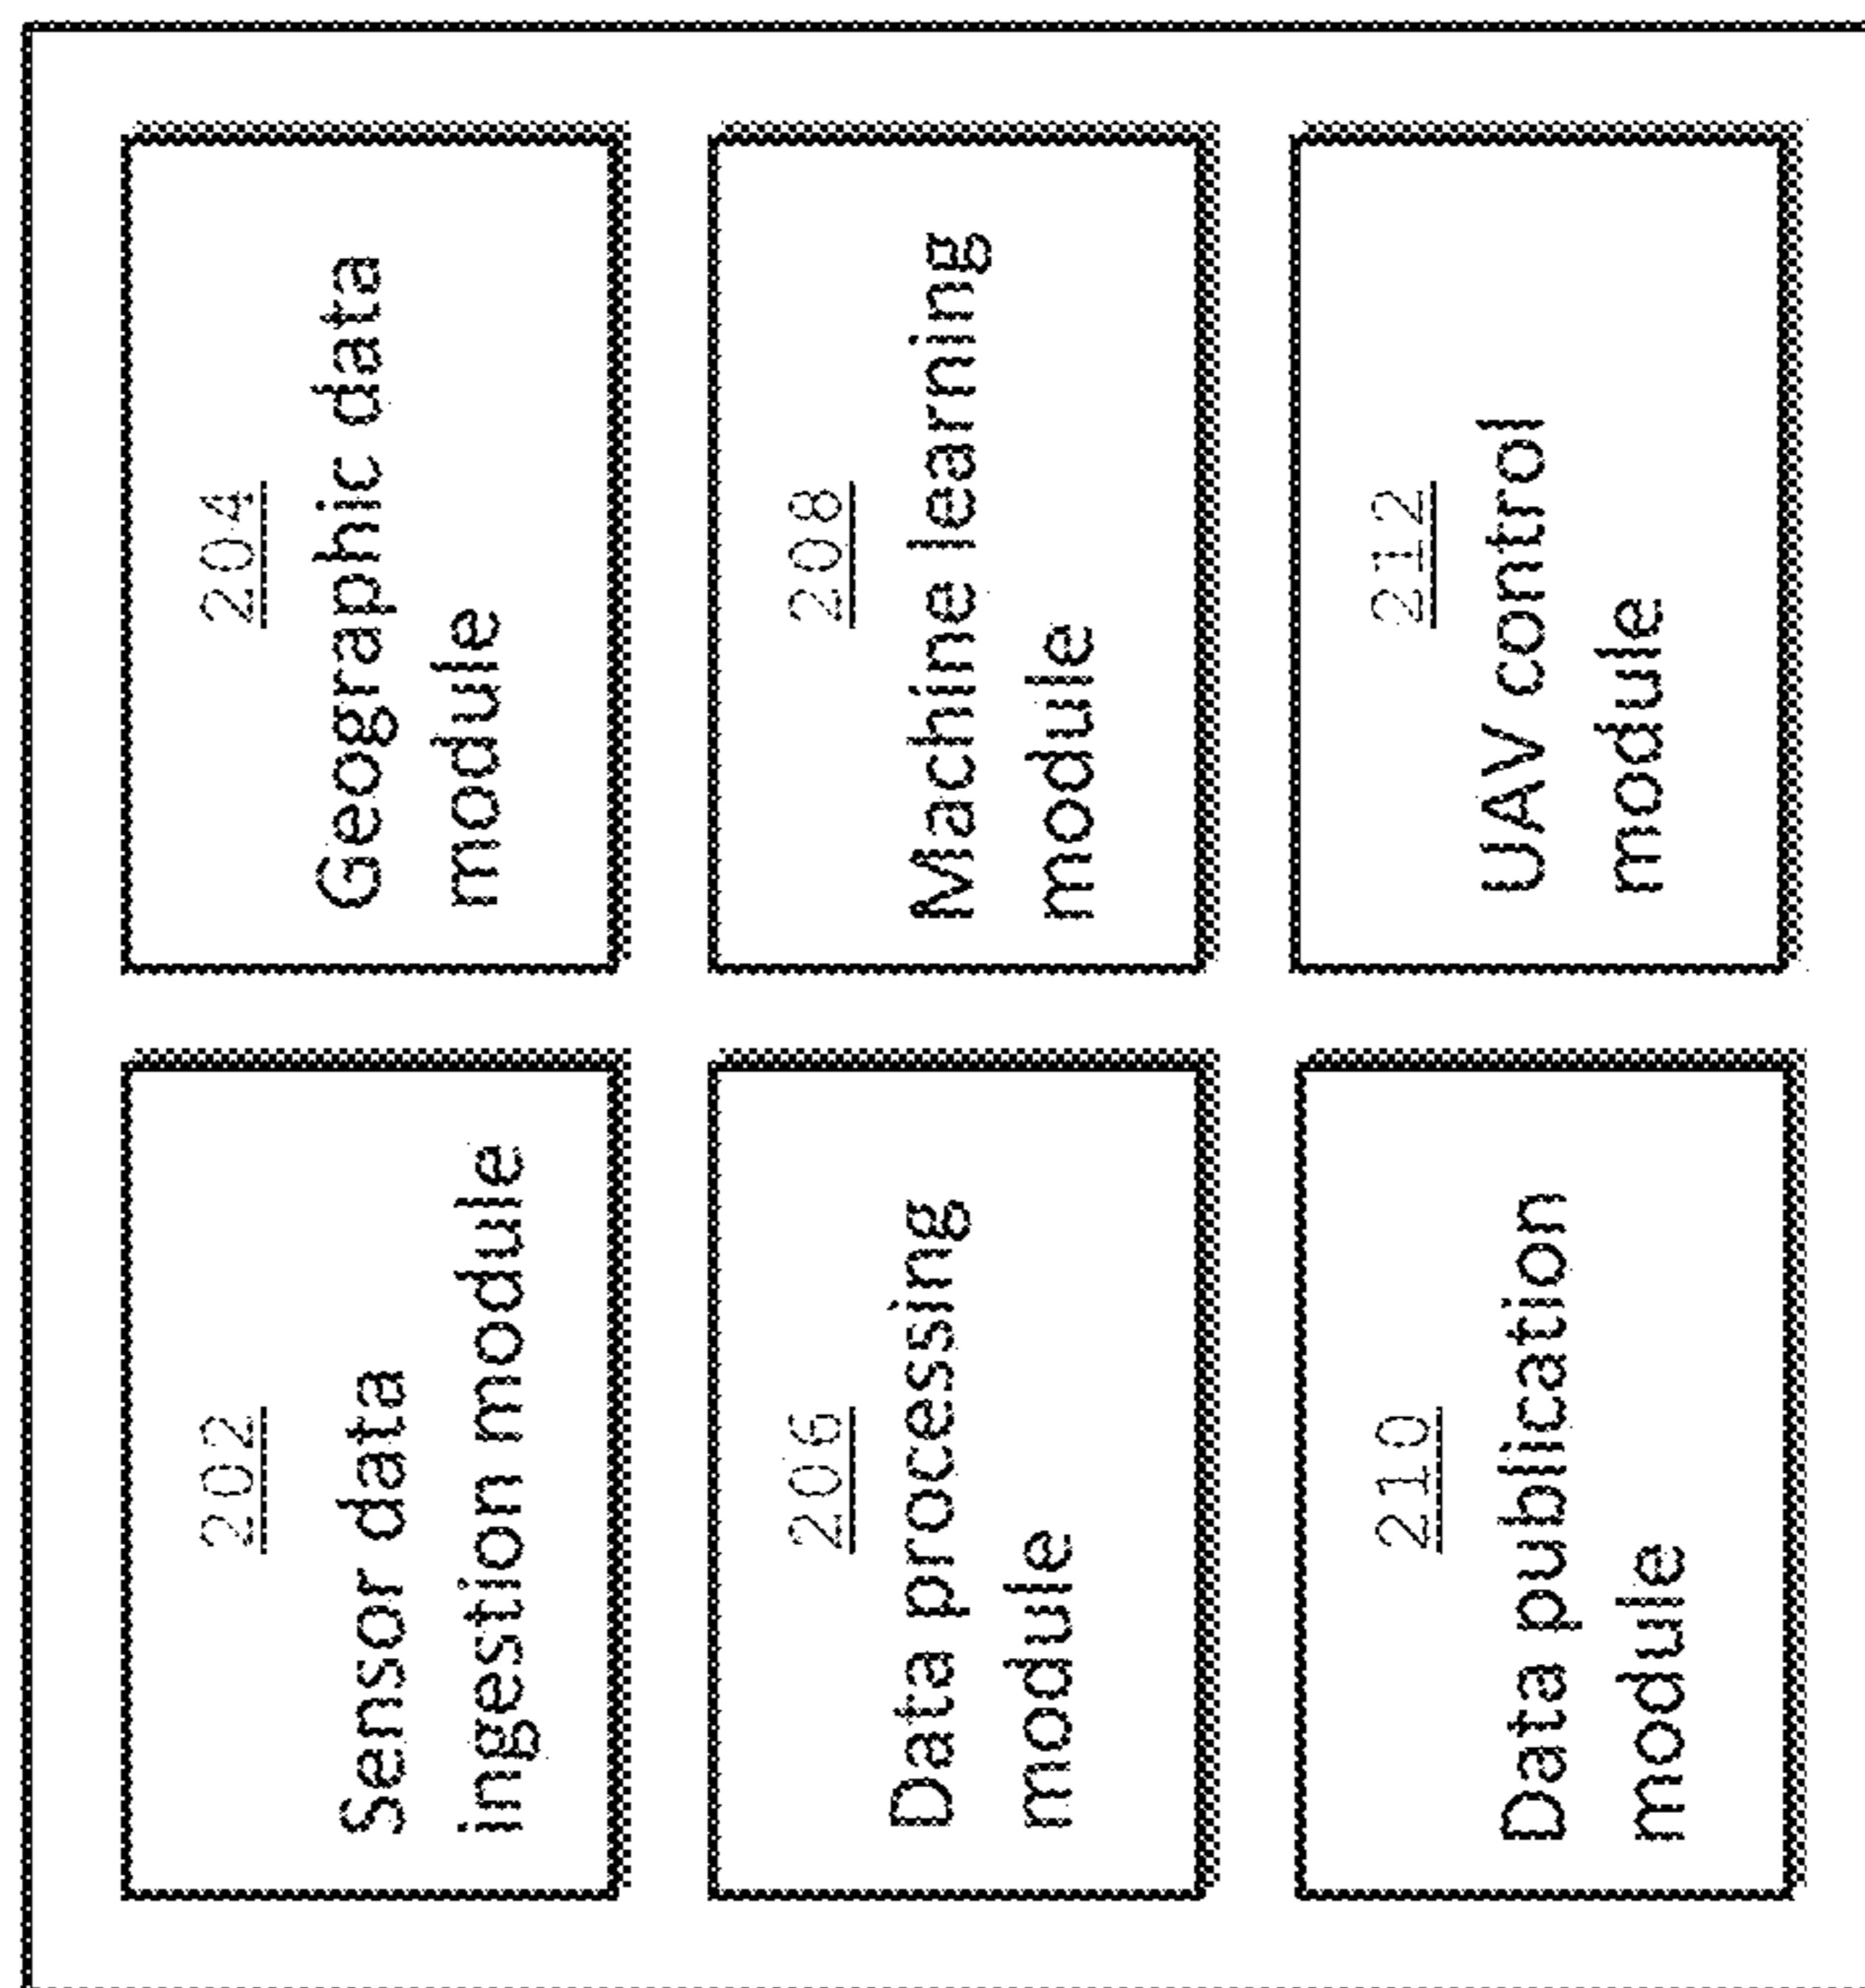 202
Sensor data
ingestion module
204
Geographic data
module
206
Data processing
module
208
Machine learning
module
210
Data publication
module
212
UAV control
module